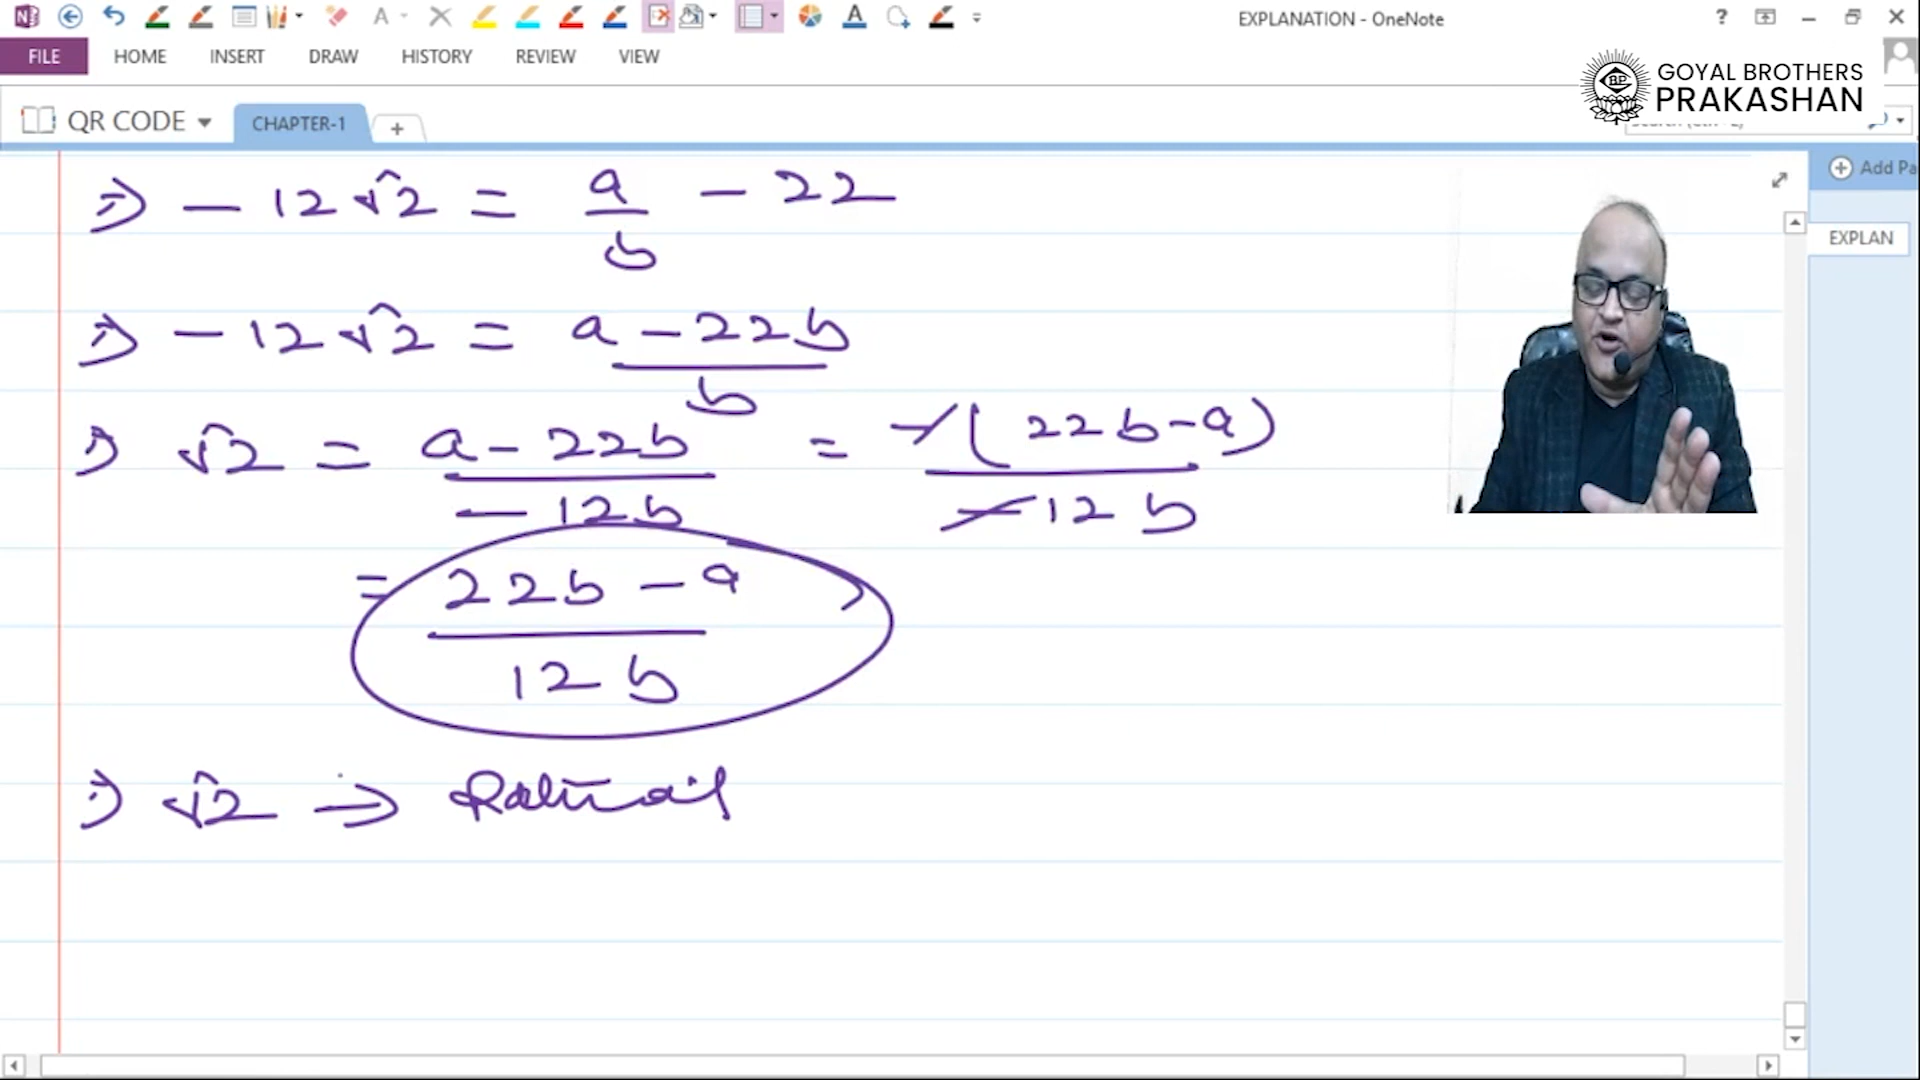 EXPLANATION - OneNote
?
FILE HOME INSERT DRAW HISTORY REVIEW VIEW
GOYAL BROTHERS
PRAKASHAN
BP
QR CODE
CHAPTER-1
+
Add Pa
EXPLAN
⇒ - 12√2 = a/b - 22
⇒ - 12√2 = (a - 22b)/b
⇒ √2 = (a - 22b)/(- 12b) = -(22b - a)/(-12b)
= (22b - a)/(12b)
⇒ √2 → Rational